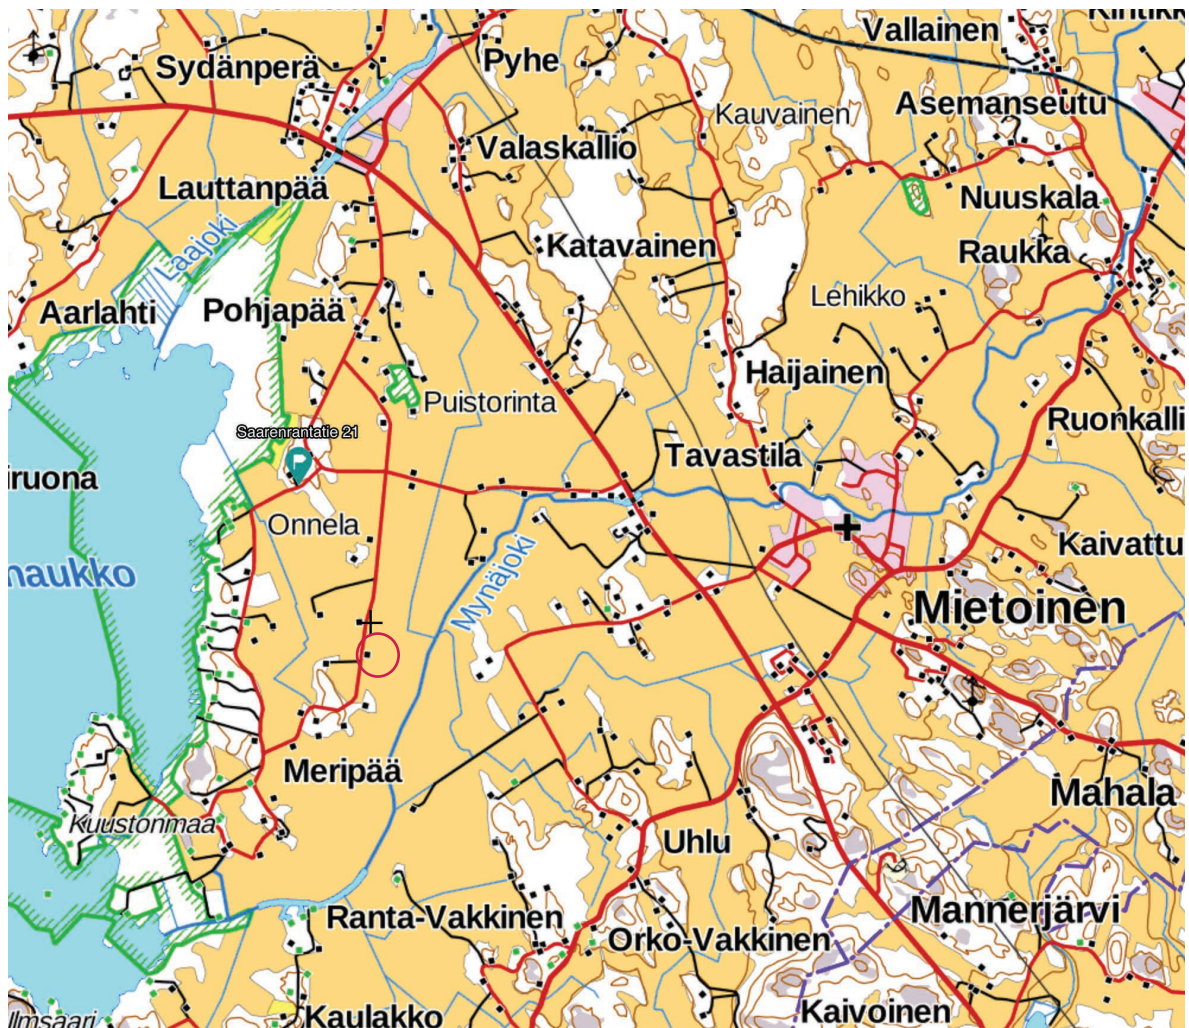 Vallainen
Pyhe
Sydänperä
Asemanseutu
Kauvainen
Valaskallio
Lauttanpää
Nuuskala
Laajoki
Katavainen
Raukka
Lehikko
Aarlahti
Pohjapää
Haijainen
Puistorinta
Ruonkalli
Saarenrantatie 21
P
Tavastila
iruona
Onnela
Kaivattu
naukko
Mynäjoki
Mietoinen
Meripää
Mahala
Kuustonmaa
Uhlu
Mannerjärvi
Ranta-Vakkinen
Orko-Vakkinen
Kaivoinen
Kaulakko
Ilmsaari